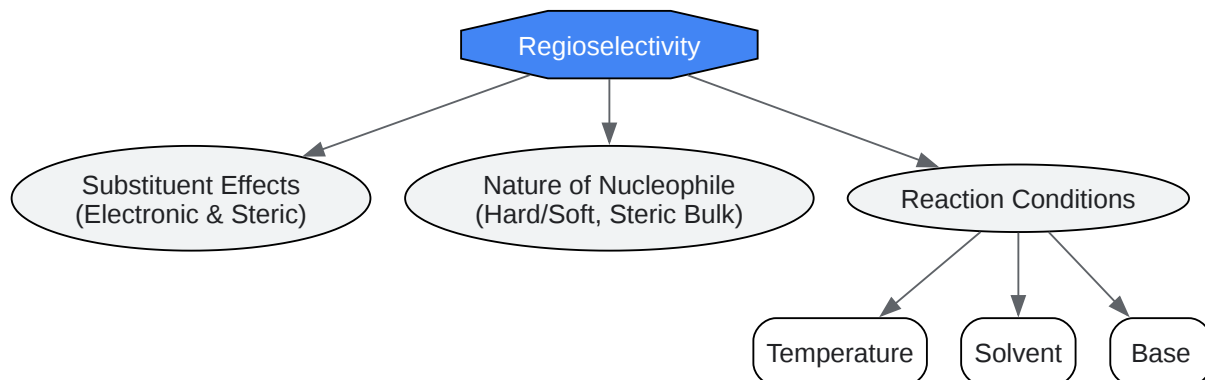 Regioselectivity
Substituent Effects
(Electronic & Steric)
Nature of Nucleophile
(Hard/Soft, Steric Bulk)
Reaction Conditions
Temperature
Solvent
Base